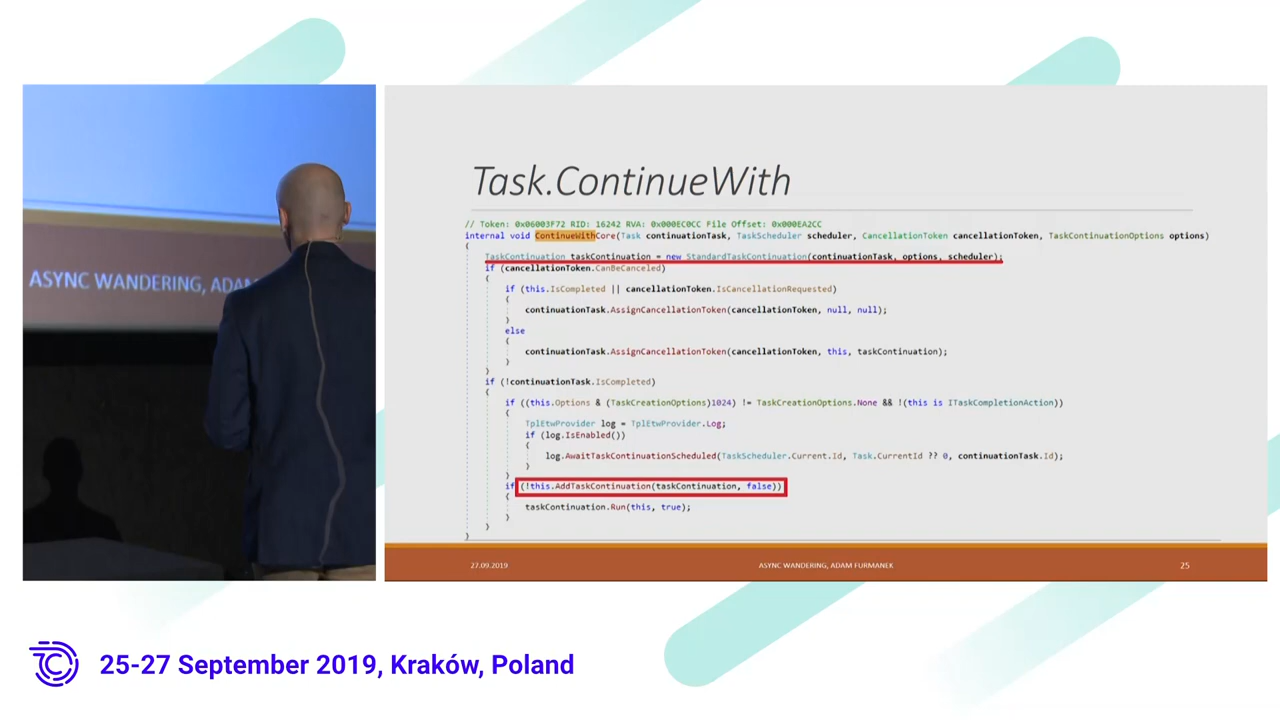 ASYNC WANDERING, ADAM
Task.ContinueWith
// Token: 0x06003F72 RID: 16242 RVA: 0x000EC0CC File Offset: 0x000EA2CC
internal void ContinueWithCore(Task continuationTask, TaskScheduler scheduler, CancellationToken cancellationToken, TaskContinuationOptions options)
{
TaskContinuation taskContinuation = new StandardTaskContinuation(continuationTask, options, scheduler);
if (cancellationToken.CanBeCanceled)
{
if (this.IsCompleted || cancellationToken.IsCancellationRequested)
{
continuationTask.AssignCancellationToken(cancellationToken, null, null);
}
else
{
continuationTask.AssignCancellationToken(cancellationToken, this, taskContinuation);
}
}
if (!continuationTask.IsCompleted)
{
if ((this.Options & (TaskCreationOptions)1024) != TaskCreationOptions.None && !(this is ITaskCompletionAction))
{
TplEtwProvider log = TplEtwProvider.Log;
if (log.IsEnabled())
{
log.AwaitTaskContinuationScheduled(TaskScheduler.Current.Id, Task.CurrentId ?? 0, continuationTask.Id);
}
}
if (!this.AddTaskContinuation(taskContinuation, false))
{
taskContinuation.Run(this, true);
}
}
}
27.09.2019
ASYNC WANDERING, ADAM FURMANEK
25
25-27 September 2019, Kraków, Poland